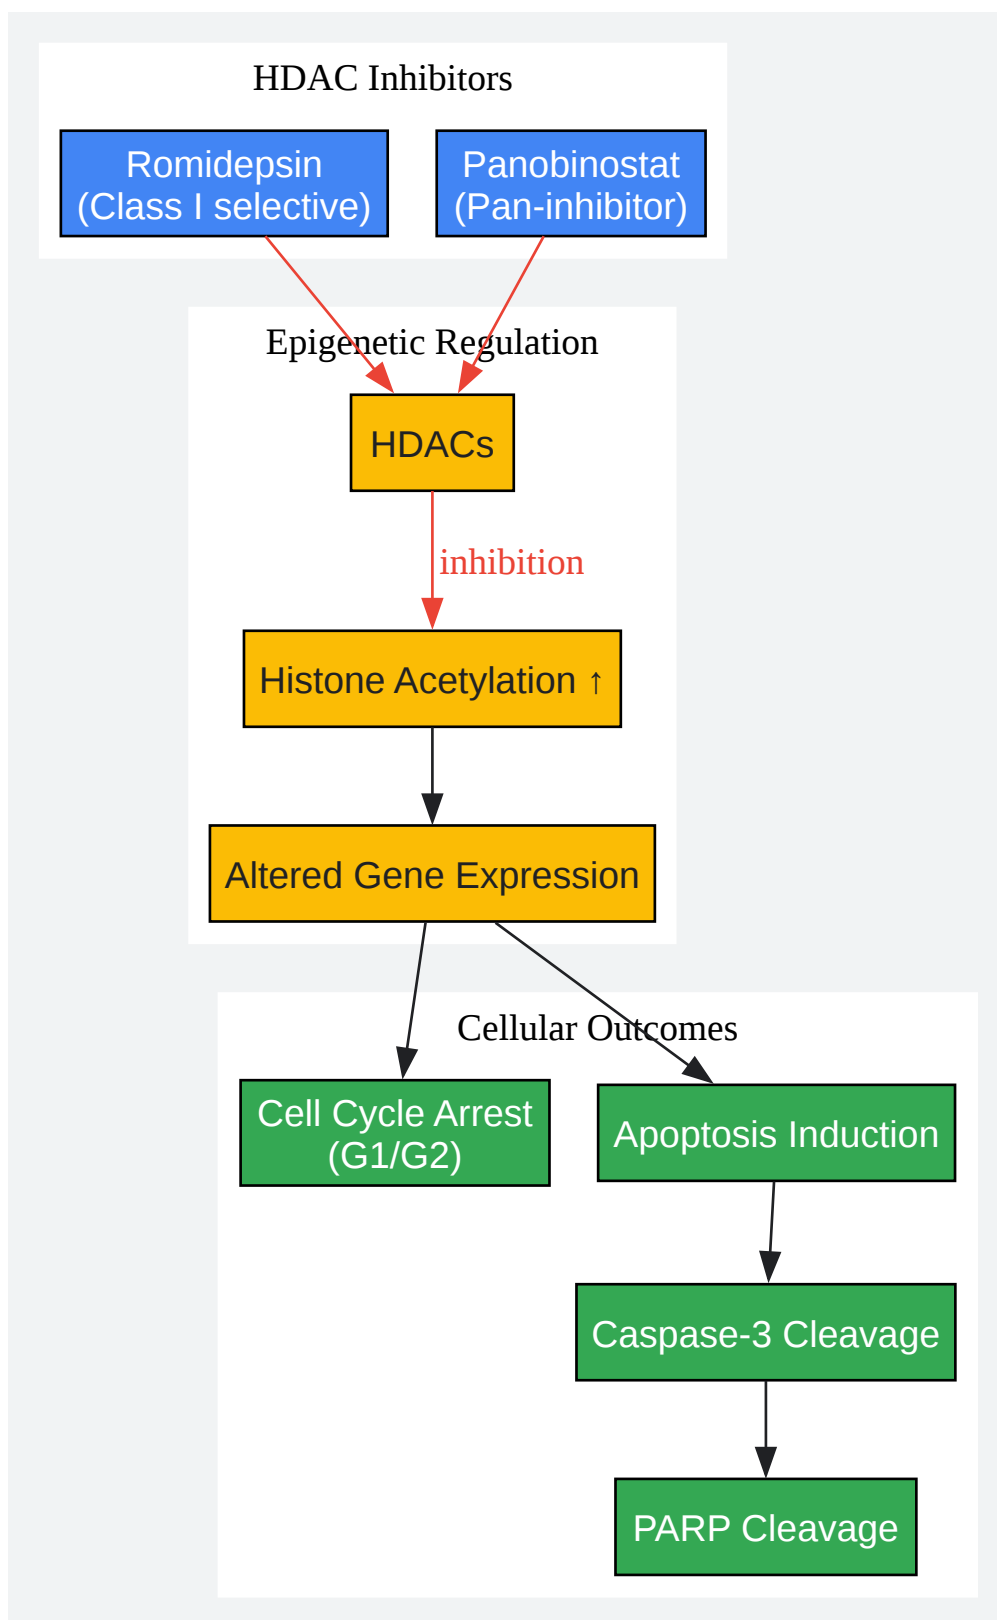 HDAC Inhibitors
Romidepsin
(Class I selective)
Panobinostat
(Pan-inhibitor)
Epigenetic Regulation
HDACs
inhibition
Histone Acetylation ↑
Altered Gene Expression
Cellular Outcomes
Cell Cycle Arrest
(G1/G2)
Apoptosis Induction
Caspase-3 Cleavage
PARP Cleavage